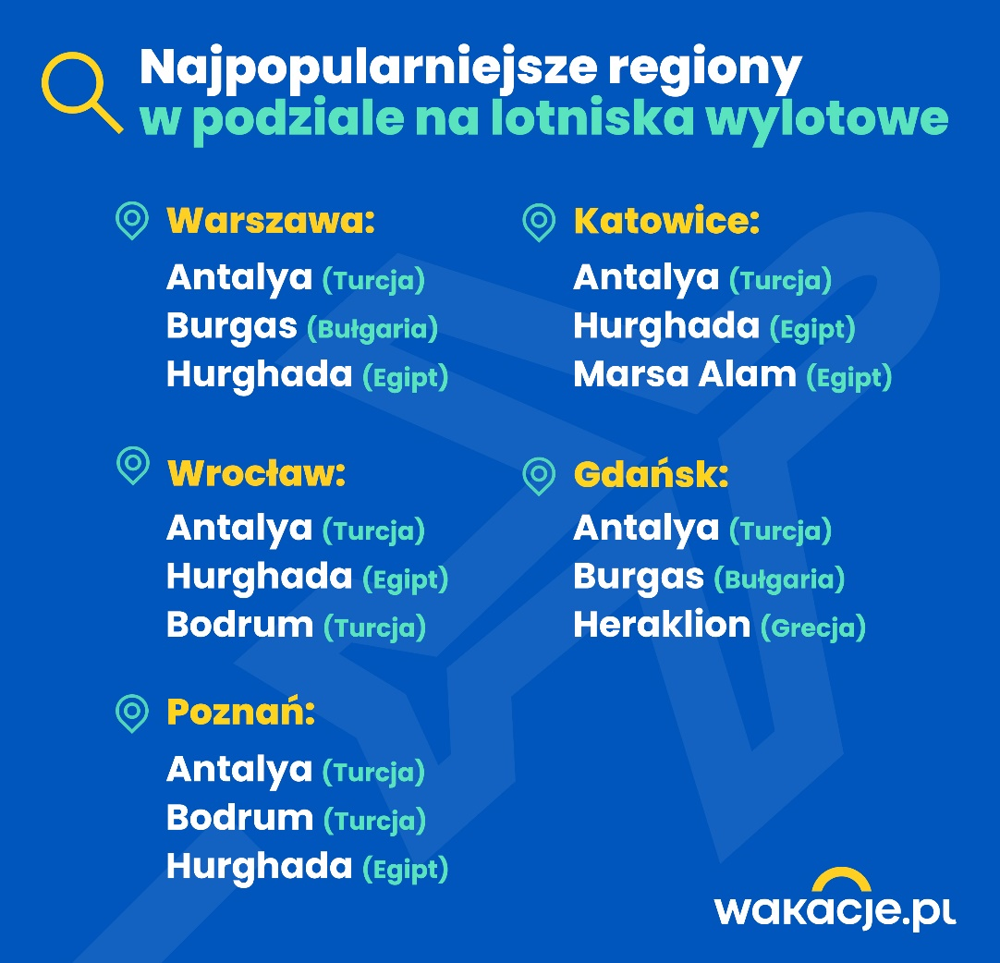 Najpopularniejsze regiony
w podziale na lotniska wylotowe
Warszawa:
Antalya (Turcja)
Burgas (Bułgaria)
Hurghada (Egipt)
Katowice:
Antalya (Turcja)
Hurghada (Egipt)
Marsa Alam (Egipt)
Wrocław:
Antalya (Turcja)
Hurghada (Egipt)
Bodrum (Turcja)
Gdańsk:
Antalya (Turcja)
Burgas (Bułgaria)
Heraklion (Grecja)
Poznań:
Antalya (Turcja)
Bodrum (Turcja)
Hurghada (Egipt)
wakacje.pl